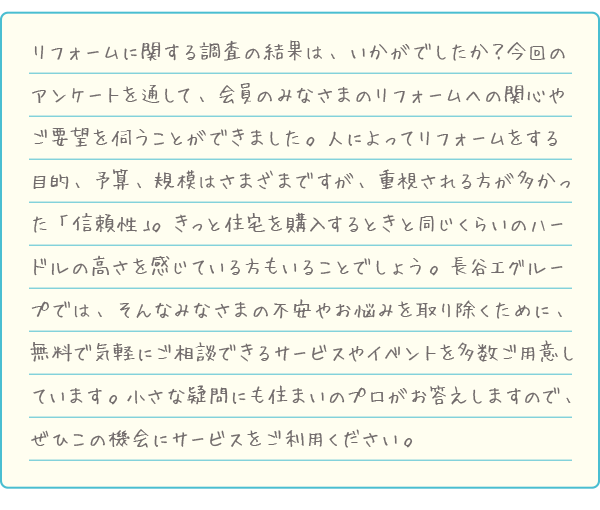 リフォームに関する調査の結果は、いかがでしたか？今回の
アンケートを通して、会員のみなさまのリフォームへの関心や
ご要望を伺うことができました。人によってリフォームをする
目的、予算、規模はさまざまですが、重視される方が多かっ
た「信頼性」。きっと住宅を購入するときと同じくらいのハー
ドルの高さを感じている方もいることでしょう。長谷エグルー
プでは、そんなみなさまの不安やお悩みを取り除くために、
無料で気軽にご相談できるサービスやイベントを多数ご用意し
ています。小さな疑問にも住まいのプロがお答えしますので、
ぜひこの機会にサービスをご利用ください。